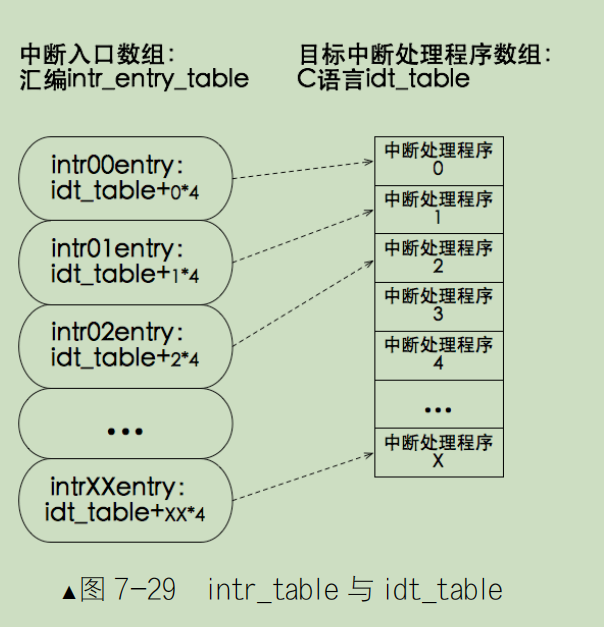 中断入口数组：
汇编intr_entry_table
目标中断处理程序数组：
C语言idt_table
intr00entry：
idt_table+0*4
intr01entry：
idt_table+1*4
intr02entry：
idt_table+2*4
...
intrXXentry：
idt_table+XX*4
中断处理程序
0
中断处理程序
1
中断处理程序
2
中断处理程序
3
中断处理程序
4
...
中断处理程序
X
▲图 7-29 intr_table 与 idt_table